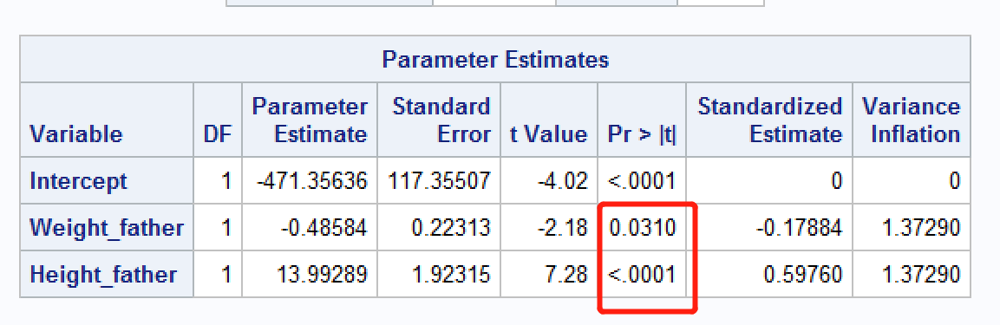 Parameter Estimates
Variable DF Parameter Estimate Standard Error t Value Pr > |t| Standardized Estimate Variance Inflation
Intercept 1 -471.35636 117.35507 -4.02 <.0001 0 0
Weight_father 1 -0.48584 0.22313 -2.18 0.0310 -0.17884 1.37290
Height_father 1 13.99289 1.92315 7.28 <.0001 0.59760 1.37290